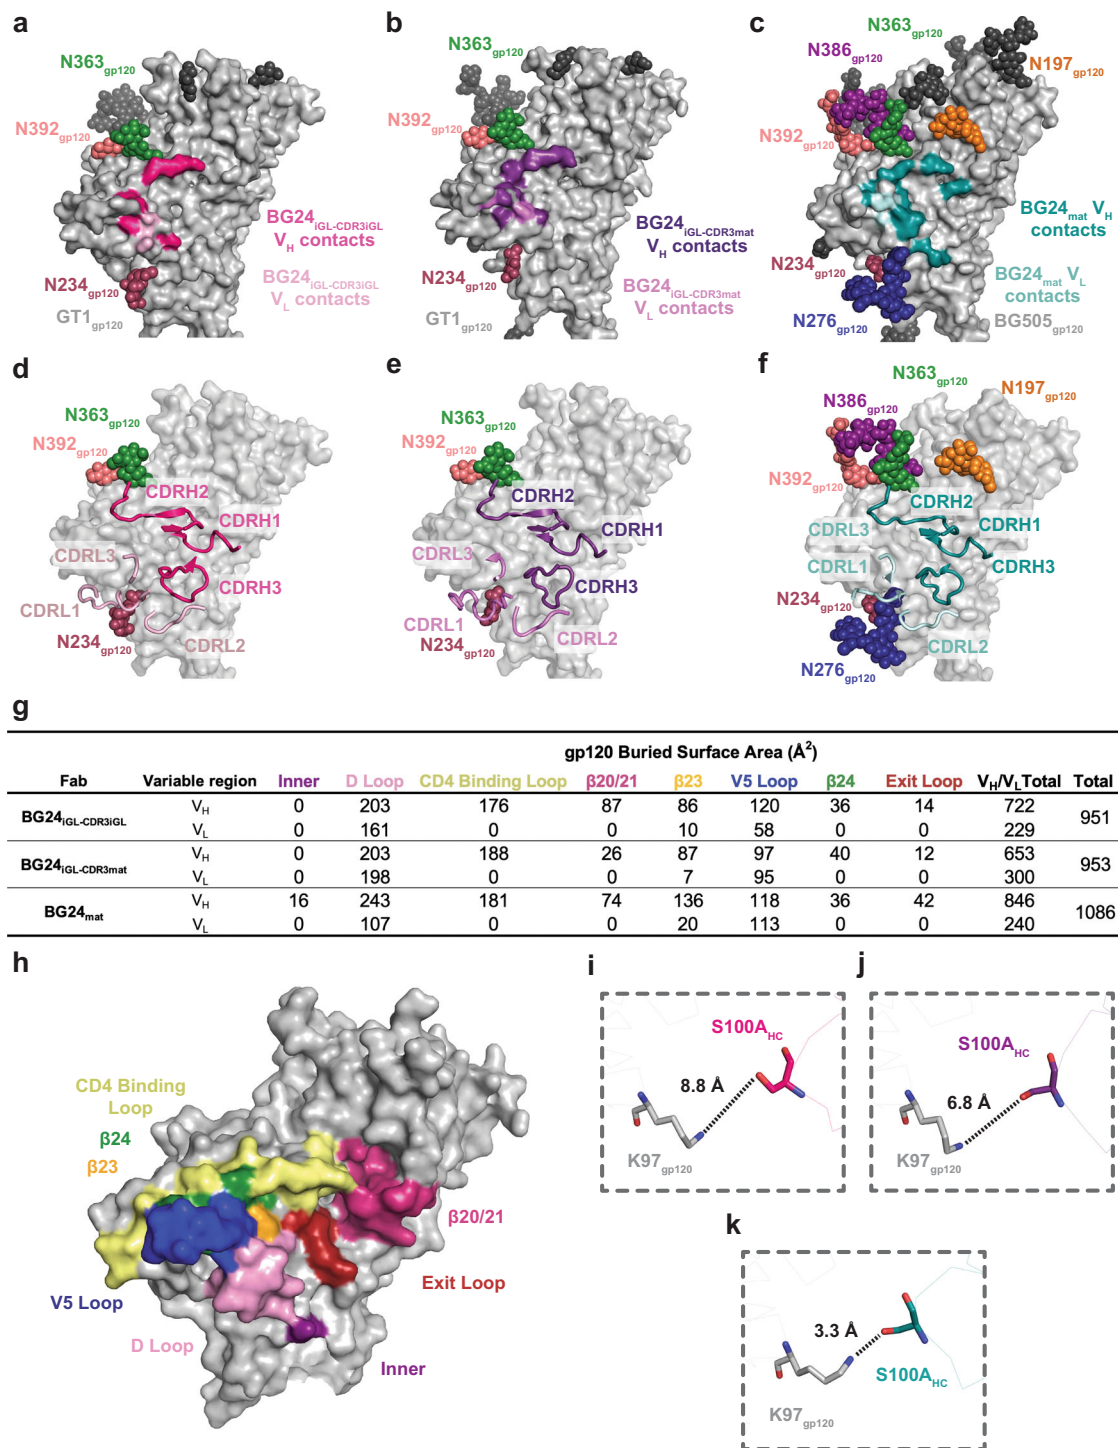 a
N363gp120
N392gp120
BG24iGL-CDR3iGL
VH contacts
BG24iGL-CDR3iGL
VL contacts
N234gp120
GT1gp120
b
N363gp120
N392gp120
BG24iGL-CDR3mat
VH contacts
N234gp120
BG24iGL-CDR3mat
VL contacts
GT1gp120
c
N386gp120
N363gp120
N197gp120
N392gp120
BG24mat VH
contacts
N234gp120
BG24mat VL
contacts
N276gp120
BG505gp120
d
N363gp120
N392gp120
CDRH2
CDRH1
CDRL3
CDRH3
CDRL1
N234gp120
CDRL2
e
N363gp120
N392gp120
CDRH2
CDRH1
CDRL3
CDRH3
CDRL1
N234gp120
CDRL2
f
N363gp120
N386gp120
N197gp120
N392gp120
CDRH2
CDRL3
CDRH1
CDRL1
CDRH3
N234gp120
CDRL2
N276gp120
g
gp120 Buried Surface Area (Å2)
Fab Variable region Inner D Loop CD4 Binding Loop β20/21 β23 V5 Loop β24 Exit Loop VH/VL Total Total
BG24iGL-CDR3iGL VH 0 203 176 87 86 120 36 14 722 951
VL 0 161 0 0 10 58 0 0 229
BG24iGL-CDR3mat VH 0 203 188 26 87 97 40 12 653 953
VL 0 198 0 0 7 95 0 0 300
BG24mat VH 16 243 181 74 136 118 36 42 846 1086
VL 0 107 0 0 20 113 0 0 240
h
CD4 Binding
Loop
β24
β23
β20/21
Exit Loop
V5 Loop
D Loop
Inner
i
S100AHC
8.8 Å
K97gp120
j
S100AHC
6.8 Å
K97gp120
k
3.3 Å
S100AHC
K97gp120